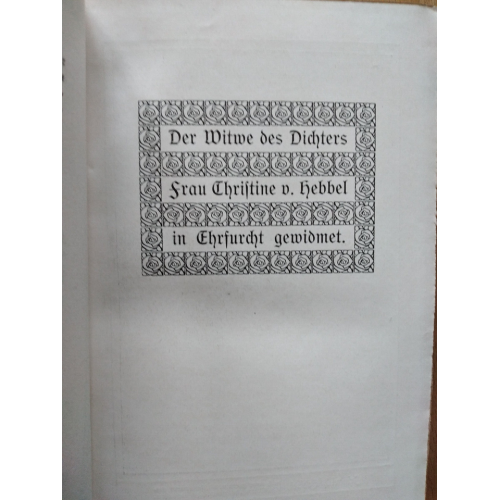 Der Witwe des Dichters
Frau Chriſtine v. Hebbel
in Ehrfurcht gewidmet.